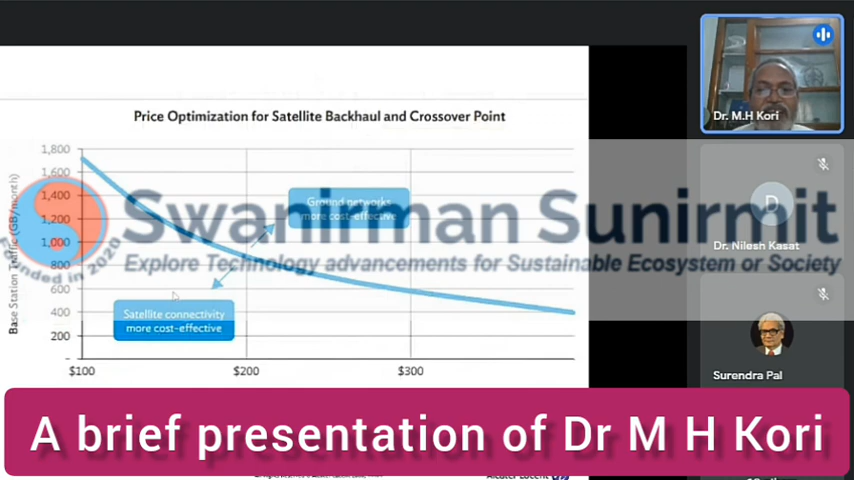 Price Optimization for Satellite Backhaul and Crossover Point
1,800
1,600
1,400
1,200
1,000
800
600
400
200
–
Base Station Traffic (GB/month)
$100
$200
$300
Ground networks
more cost-effective
Satellite connectivity
more cost-effective
Swanirman Sunirmit
Explore Technology advancements for Sustainable Ecosystem or Society
Founded in 2020
Dr. M.H Kori
D
Dr. Nilesh Kasat
Surendra Pal
A brief presentation of Dr M H Kori